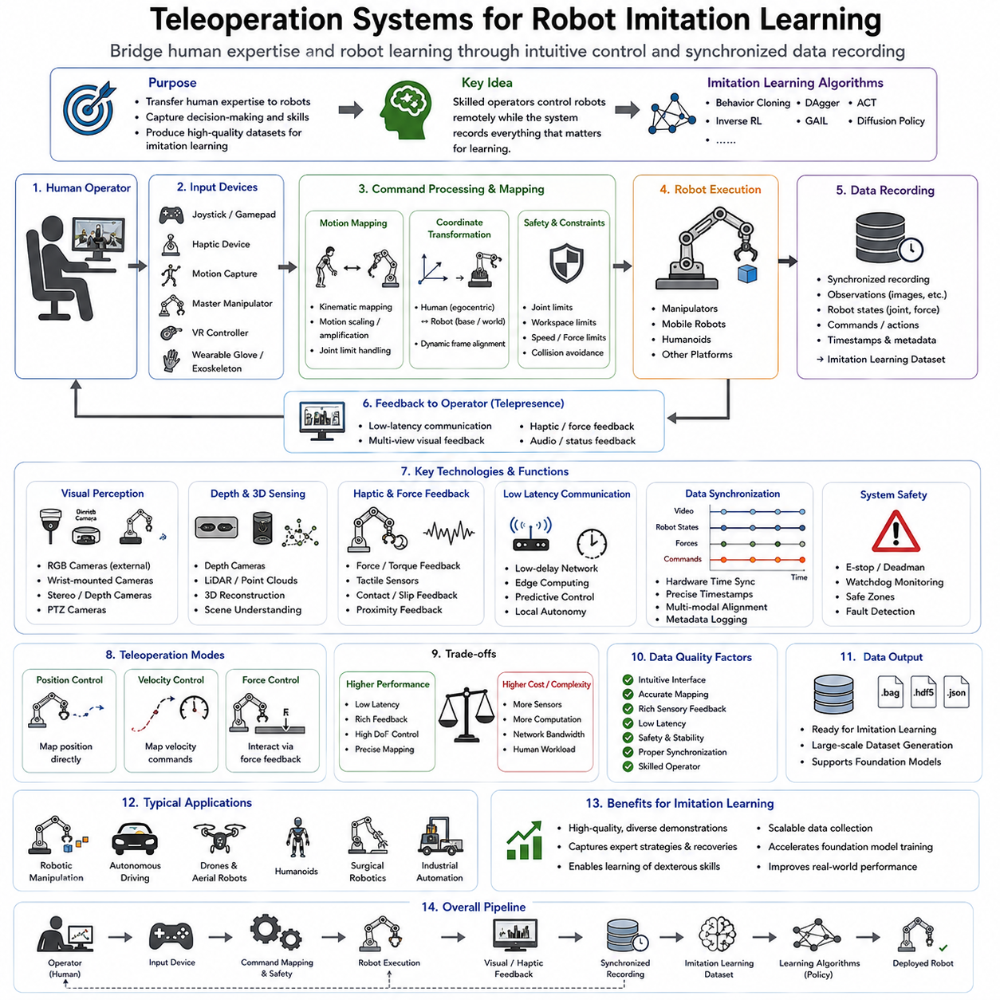 Teleoperation Systems for Robot Imitation Learning
Bridge human expertise and robot learning through intuitive control and synchronized data recording
Purpose
• Transfer human expertise to robots
• Capture decision-making and skills
• Produce high-quality datasets for
imitation learning
Key Idea
Skilled operators control robots
remotely while the system
records everything that matters
for learning.
Imitation Learning Algorithms
• Behavior Cloning • DAgger • ACT
• Inverse RL • GAIL • Diffusion Policy
• ......
1. Human Operator
2. Input Devices
Joystick / Gamepad
Haptic Device
Motion Capture
Master Manipulator
VR Controller
Wearable Glove /
Exoskeleton
3. Command Processing & Mapping
Motion Mapping
• Kinematic mapping
• Motion scaling /
amplification
• Joint limit handling
Coordinate
Transformation
• Human (egocentric)
↔ Robot (base / world)
• Dynamic frame alignment
Safety & Constraints
• Joint limits
• Workspace limits
• Speed / Force limits
• Collision avoidance
4. Robot Execution
• Manipulators
• Mobile Robots
• Humanoids
• Other Platforms
5. Data Recording
• Synchronized recording
• Observations (images, etc.)
• Robot states (joint, force)
• Commands / actions
• Timestamps & metadata
→ Imitation Learning Dataset
6. Feedback to Operator (Telepresence)
• Low-latency communication
• Multi-view visual feedback
• Haptic / force feedback
• Audio / status feedback
7. Key Technologies & Functions
Visual Perception
Camera
• RGB Cameras (external)
• Wrist-mounted Cameras
• Stereo / Depth Cameras
• PTZ Cameras
Depth & 3D Sensing
• Depth Cameras
• LiDAR / Point Clouds
• 3D Reconstruction
• Scene Understanding
Haptic & Force Feedback
• Force / Torque Feedback
• Tactile Sensors
• Contact / Slip Feedback
• Proximity Feedback
Low Latency Communication
• Low-delay Network
• Edge Computing
• Predictive Control
• Local Autonomy
Data Synchronization
Video
Robot States
Forces
Commands
Time
• Hardware Time Sync
• Precise Timestamps
• Multi-modal Alignment
• Metadata Logging
System Safety
• E-stop / Deadman
• Watchdog Monitoring
• Safe Zones
• Fault Detection
8. Teleoperation Modes
Position Control
Map position
directly
Velocity Control
Map velocity
commands
Force Control
F
Interact via
force feedback
9. Trade-offs
Higher Performance
• Low Latency
• Rich Feedback
• High DoF Control
• Precise Mapping
Higher Cost / Complexity
• More Sensors
• More Computation
• Network Bandwidth
• Human Workload
10. Data Quality Factors
Intuitive Interface
Accurate Mapping
Rich Sensory Feedback
Low Latency
Safety & Stability
Proper Synchronization
Skilled Operator
11. Data Output
.bag
.hdf5
.json
• Ready for Imitation Learning
• Large-scale Dataset Generation
• Supports Foundation Models
12. Typical Applications
Robotic
Manipulation
Autonomous
Driving
Drones &
Aerial Robots
Humanoids
Surgical
Robotics
Industrial
Automation
13. Benefits for Imitation Learning
• High-quality, diverse demonstrations
• Captures expert strategies & recoveries
• Enables learning of dexterous skills
• Scalable data collection
• Accelerates foundation model training
• Improves real-world performance
14. Overall Pipeline
Operator
(Human)
Input Device
Command Mapping
& Safety
Robot Execution
Visual / Haptic
Feedback
Synchronized
Recording
Imitation Learning
Dataset
Learning Algorithms
(Policy)
Deployed Robot